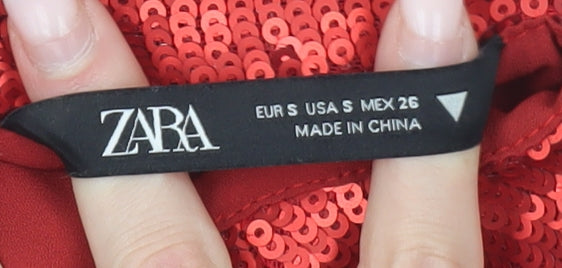 ZARA
EUR S USA S MEX 26
MADE IN CHINA